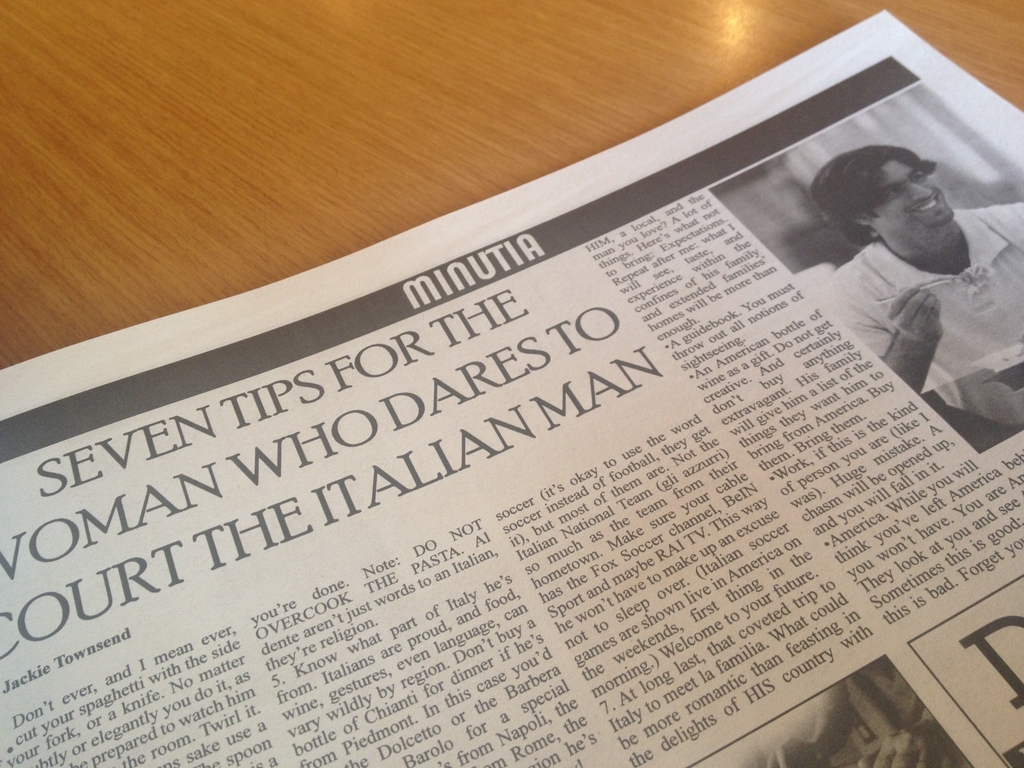 MINUTIA
SEVEN TIPS FOR THE
WOMAN WHO DARES TO
COURT THE ITALIAN MAN
Jackie Townsend
Don't ever, and I mean ever,
cut your spaghetti with the side
your fork, or a knife. No matter
or elegantly you do it, as
be prepared to watch him
the room. Twirl it.
sake use a
spoon
is a
you're done. Note: DO NOT
OVERCOOK THE PASTA. Al
dente aren't just words to an Italian,
they're religion.
5. Know what part of Italy he's
from. Italians are proud, and food,
wine, gestures, even language, can
vary wildly by region. Don't buy a
bottle of Chianti for dinner if he's
from Piedmont. In this case you'd
Dolcetto or the Barbera
Barolo for a special
's from Napoli, the
Rome, the
he's
soccer (it's okay to use the word
soccer instead of football, they get
it), but most of them are. Not the
Italian National Team (gli azzurri)
so much as the team from their
hometown. Make sure your cable
has the Fox Soccer channel, BeIN
Sport and maybe RAI TV. This way
he won't have to make up an excuse
not to sleep over. (Italian soccer
games are shown live in America on
the weekends, first thing in the
morning.) Welcome to your future.
7. At long last, that coveted trip to
Italy to meet la familia. What could
be more romantic than feasting in
the delights of HIS country with
HIM, a local, and the
man you love? A lot of
things, Here's what not
to bring: Expectations.
Repeat after me: what I
will see, taste, and
experience within the
confines of his family
and extended families'
homes will be more than
enough.
•A guidebook. You must
throw out all notions of
sightseeing
•An American bottle of
wine as a gift. Do not get
creative. And certainly
don't buy anything
extravagant. His family
will give him a list of the
things they want him to
bring from America. Buy
them. Bring them.
•Work, if this is the kind
of person you are (like I
was). Huge mistake. A
chasm will be opened up,
and you will fall in it.
•America. While you will
think you've left America beh
you won't have. You are Am
They look at you and see A
Sometimes this is good;
this is bad. Forget yo